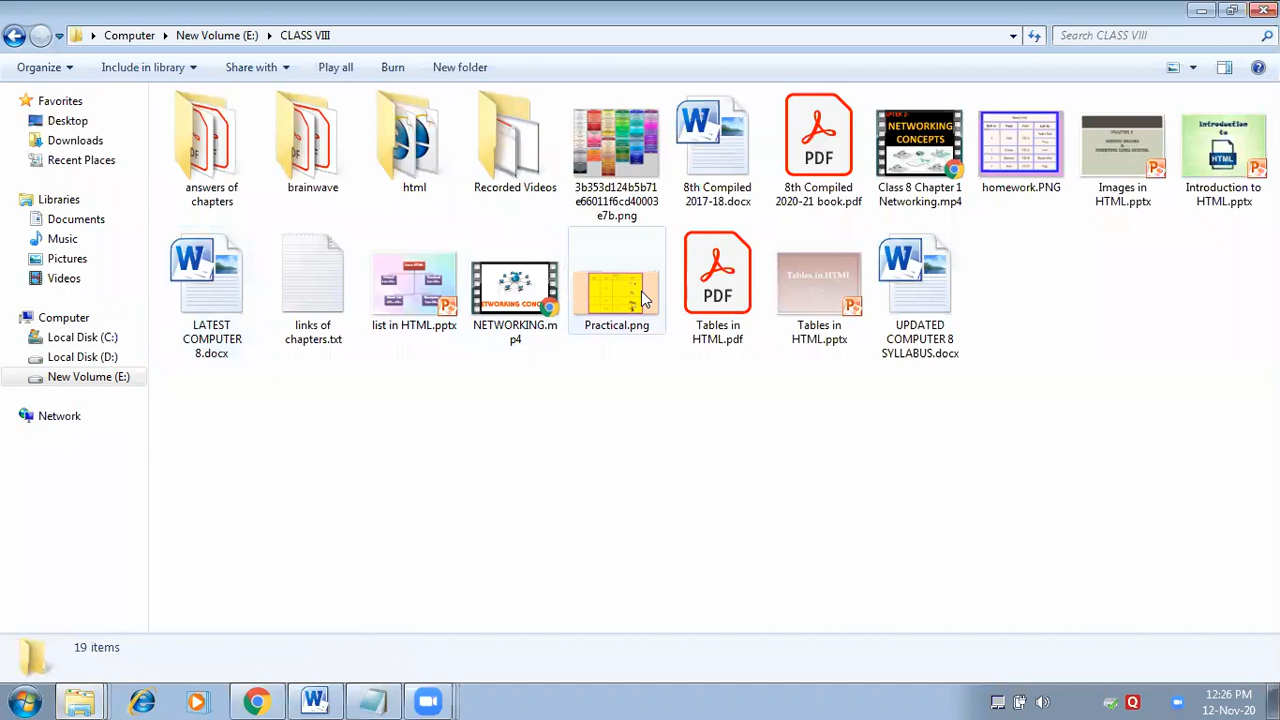 Computer New Volume (E:) CLASS VIII
Search CLASS VIII
Organize Include in library Share with Play all Burn New folder
Favorites
Desktop
Downloads
Recent Places
Libraries
Documents
Music
Pictures
Videos
Computer
Local Disk (C:)
Local Disk (D:)
New Volume (E:)
Network
PDF
NETWORKING
CONCEPTS
Introduction
to
HTML
answers of
chapters
brainwave
html
Recorded Videos
3b353d124b5b71
e66011f6cd40003
e7b.png
8th Compiled
2017-18.docx
8th Compiled
2020-21 book.pdf
Class 8 Chapter 1
Networking.mp4
homework.PNG
Images in
HTML.pptx
Introduction to
HTML.pptx
PDF
Tables in HTML
LATEST
COMPUTER
8.docx
links of
chapters.txt
list in HTML.pptx
NETWORKING.m
p4
Practical.png
Tables in
HTML.pdf
Tables in
HTML.pptx
UPDATED
COMPUTER 8
SYLLABUS.docx
19 items
12:26 PM
12-Nov-20